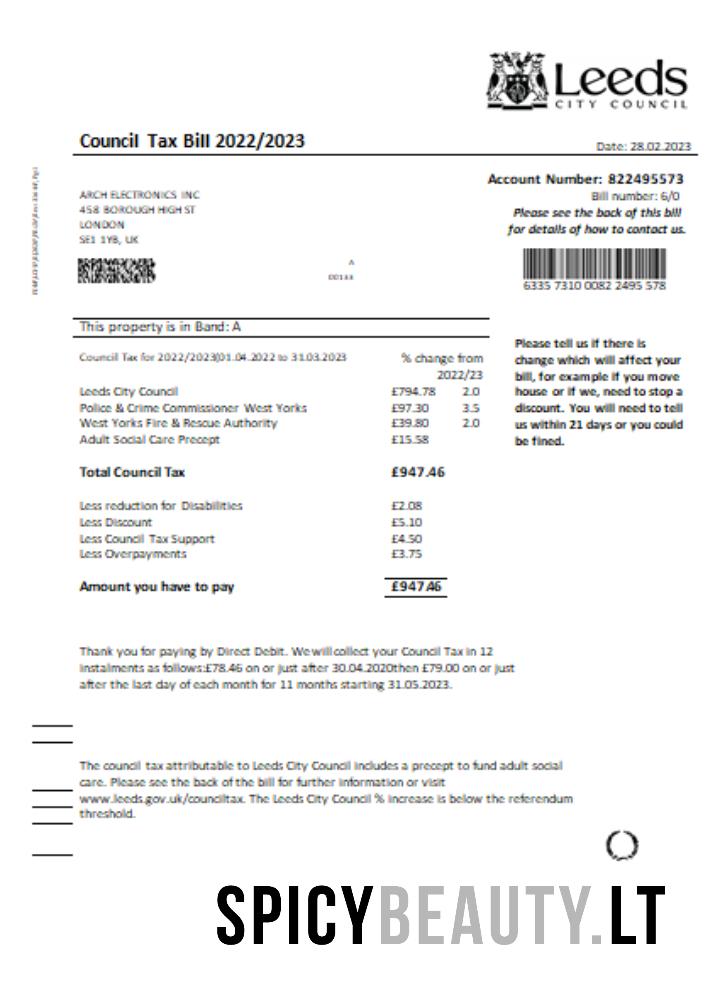 Leeds
CITY COUNCIL
Council Tax Bill 2022/2023
Date: 28.02.2023
Account Number: 822495573
Bill number: 6/0
Please see the back of this bill
for details of how to contact us.
ARCH ELECTRONICS INC
458 BOROUGH HIGH ST
LONDON
SE1 1YB, UK
A
00133
6335 7310 0082 2495 578
This property is in Band: A
Council Tax for 2022/2023(01.04.2022 to 31.03.2023 % change from
2022/23
Leeds City Council £794.78 2.0
Police & Crime Commissioner West Yorks £97.30 3.5
West Yorks Fire & Rescue Authority £39.80 2.0
Adult Social Care Precept £15.58
Total Council Tax £947.46
Less reduction for Disabilities £2.08
Less Discount £5.10
Less Council Tax Support £4.50
Less Overpayments £3.75
Amount you have to pay £947.46
Please tell us if there is
change which will affect your
bill, for example if you move
house or if we, need to stop a
discount. You will need to tell
us within 21 days or you could
be fined.
Thank you for paying by Direct Debit. We will collect your Council Tax in 12
instalments as follows:£78.46 on or just after 30.04.2020then £79.00 on or just
after the last day of each month for 11 months starting 31.05.2023.
The council tax attributable to Leeds City Council includes a precept to fund adult social
care. Please see the back of the bill for further information or visit
www.leeds.gov.uk/counciltax. The Leeds City Council % increase is below the referendum
threshold.
SPICYBEAUTY.LT